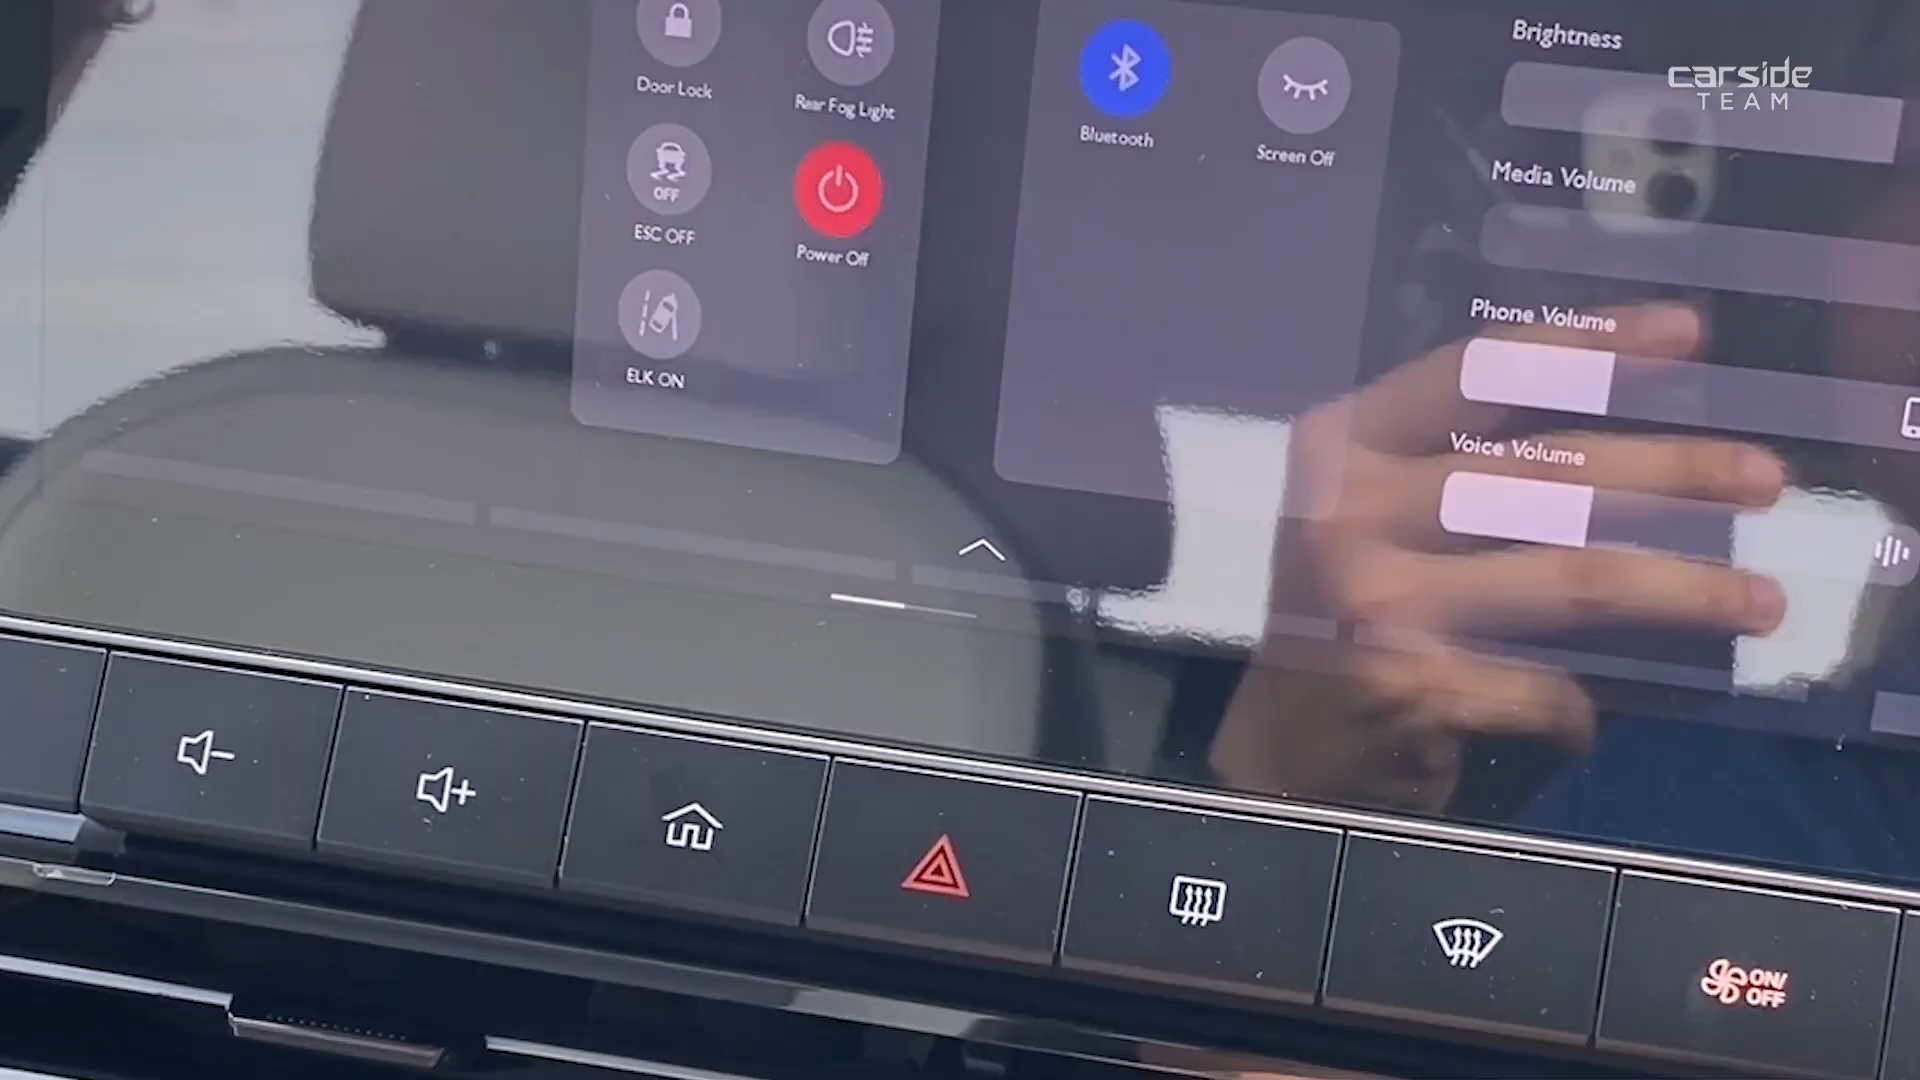 Door Lock
Rear Fog Light
OFF
ESC OFF
Power Off
ELK ON
Bluetooth
Screen Off
Brightness
carside
TEAM
Media Volume
Phone Volume
Voice Volume
ON/
OFF